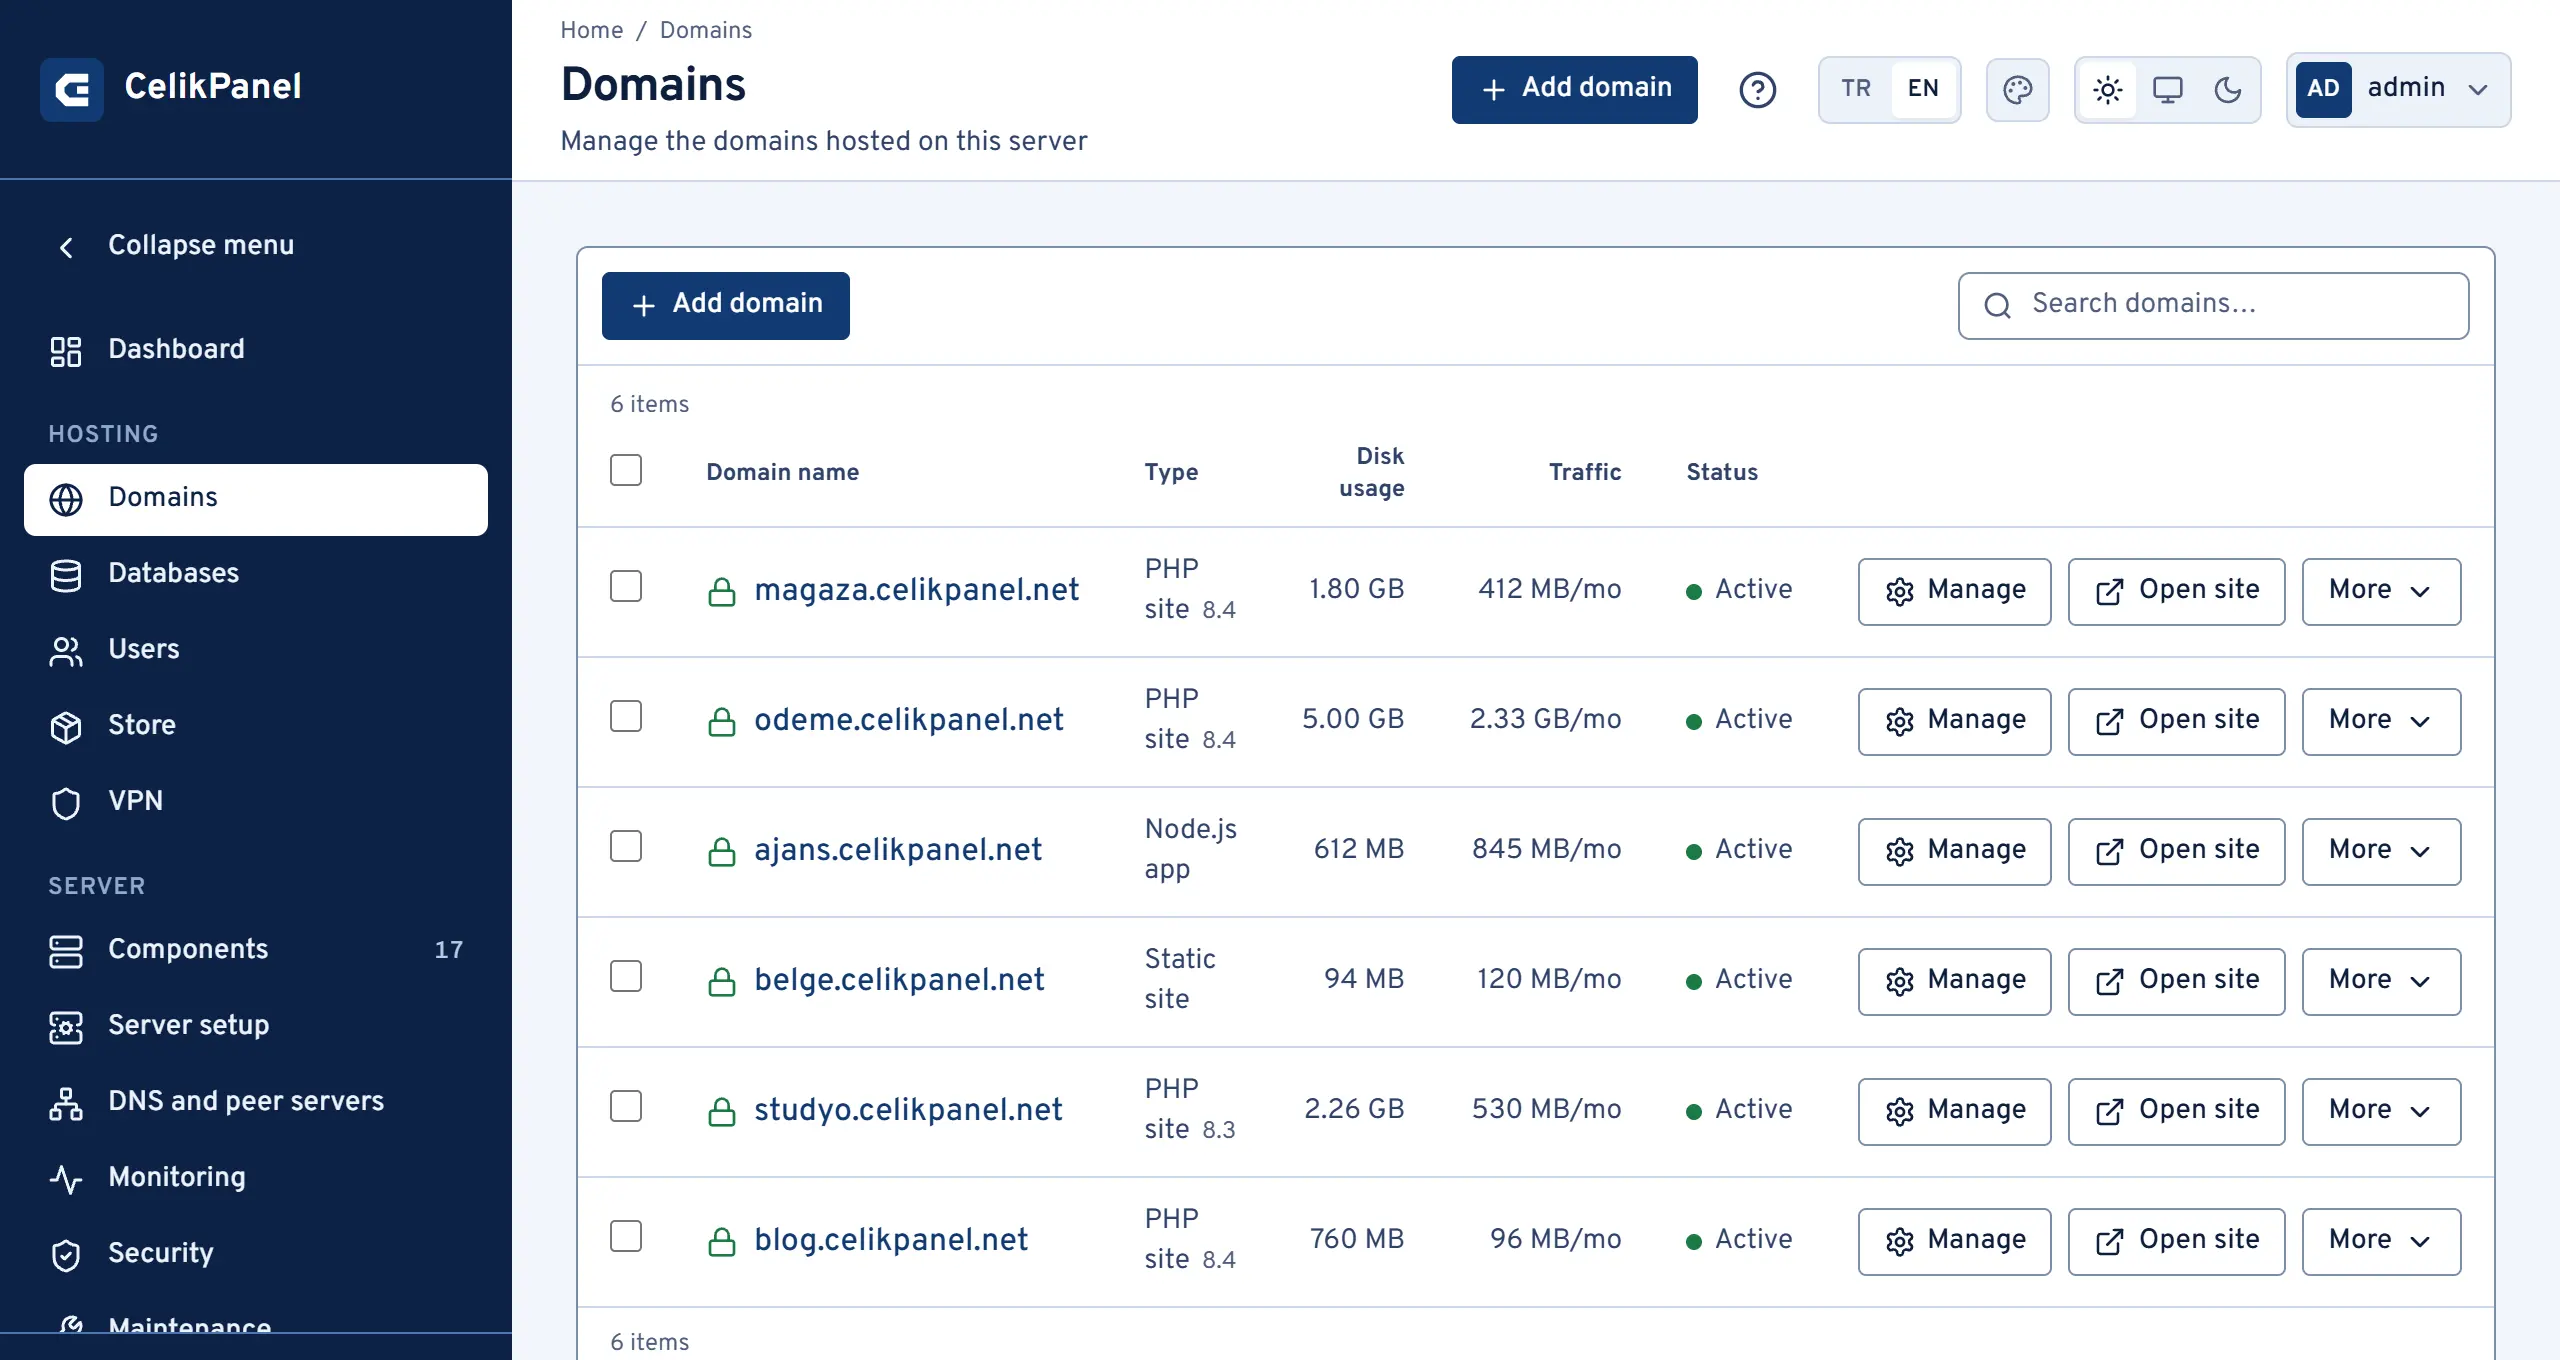 CelikPanel
Collapse menu
Dashboard
HOSTING
Domains
Databases
Users
Store
VPN
SERVER
Components 17
Server setup
DNS and peer servers
Monitoring
Security
Maintenance
Home / Domains
Domains
Manage the domains hosted on this server
Add domain
TR EN
AD admin
Add domain
Search domains...
6 items
Domain name Type Disk usage Traffic Status
magaza.celikpanel.net PHP site 8.4 1.80 GB 412 MB/mo Active Manage Open site More
odeme.celikpanel.net PHP site 8.4 5.00 GB 2.33 GB/mo Active Manage Open site More
ajans.celikpanel.net Node.js app 612 MB 845 MB/mo Active Manage Open site More
belge.celikpanel.net Static site 94 MB 120 MB/mo Active Manage Open site More
studyo.celikpanel.net PHP site 8.3 2.26 GB 530 MB/mo Active Manage Open site More
blog.celikpanel.net PHP site 8.4 760 MB 96 MB/mo Active Manage Open site More
6 items